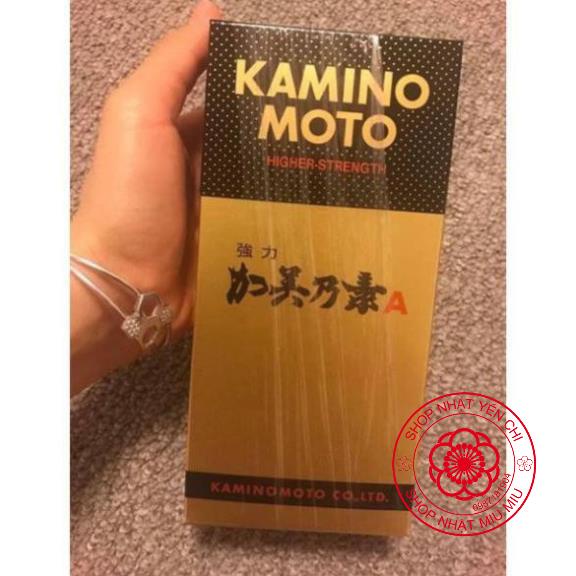 KAMINO
MOTO
HIGHER-STRENGTH
強力
加美乃素A
KAMINOMOTO CO.LTD.
SHOP NHẬT YÊN CHI
SHOP NHẬT MIU MIU